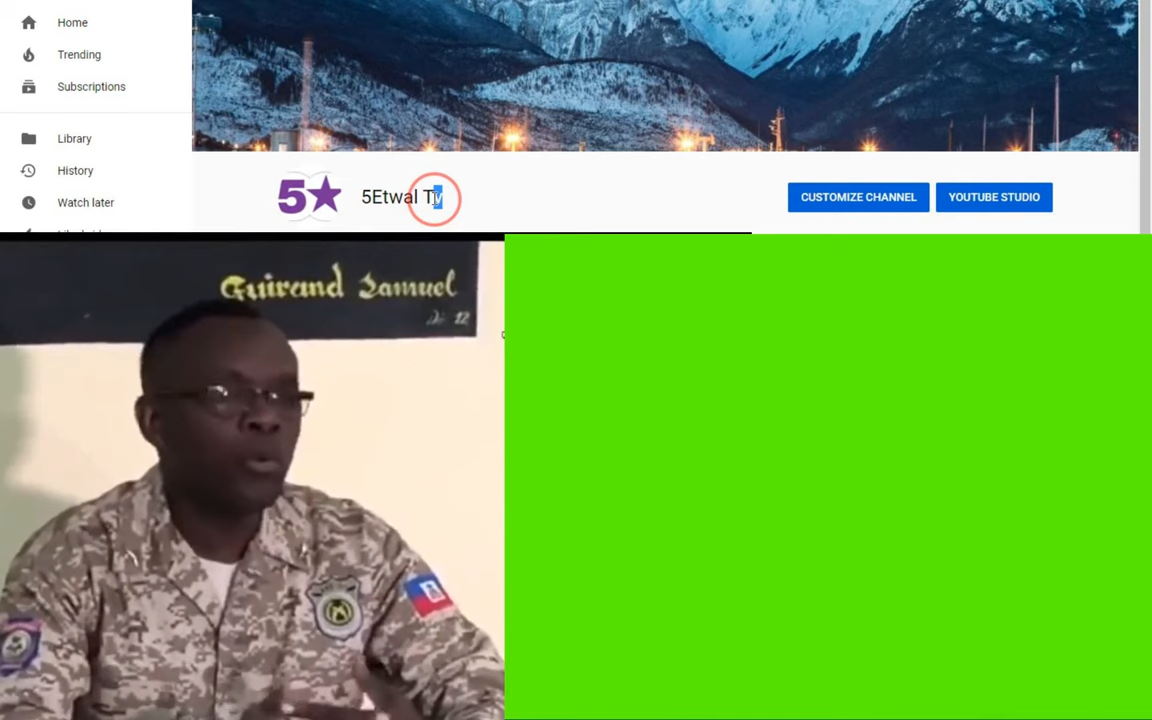 Home
Trending
Subscriptions
Library
History
Watch later
5★
5Etwal Tv
CUSTOMIZE CHANNEL
YOUTUBE STUDIO
Guirand Samuel